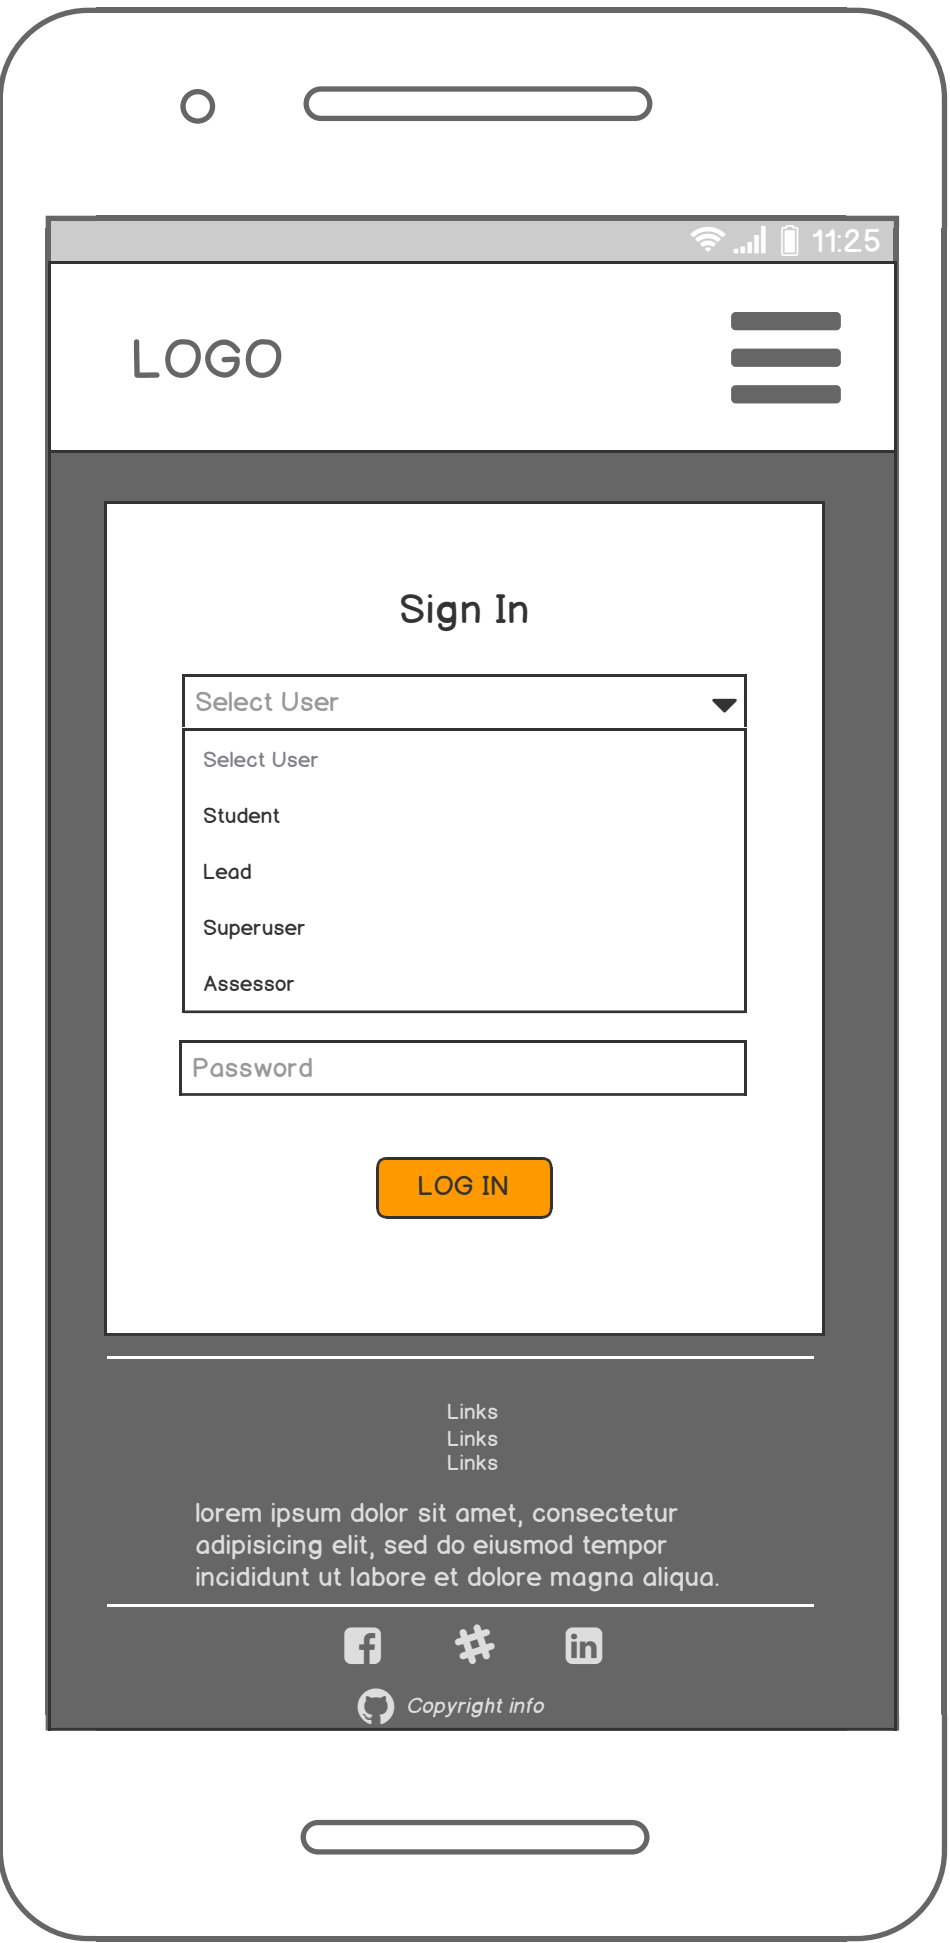 11:25
LOGO
Sign In
Select User
Select User
Student
Lead
Superuser
Assessor
Password
LOG IN
Links
Links
Links
lorem ipsum dolor sit amet, consectetur
adipisicing elit, sed do eiusmod tempor
incididunt ut labore et dolore magna aliqua.
Copyright info